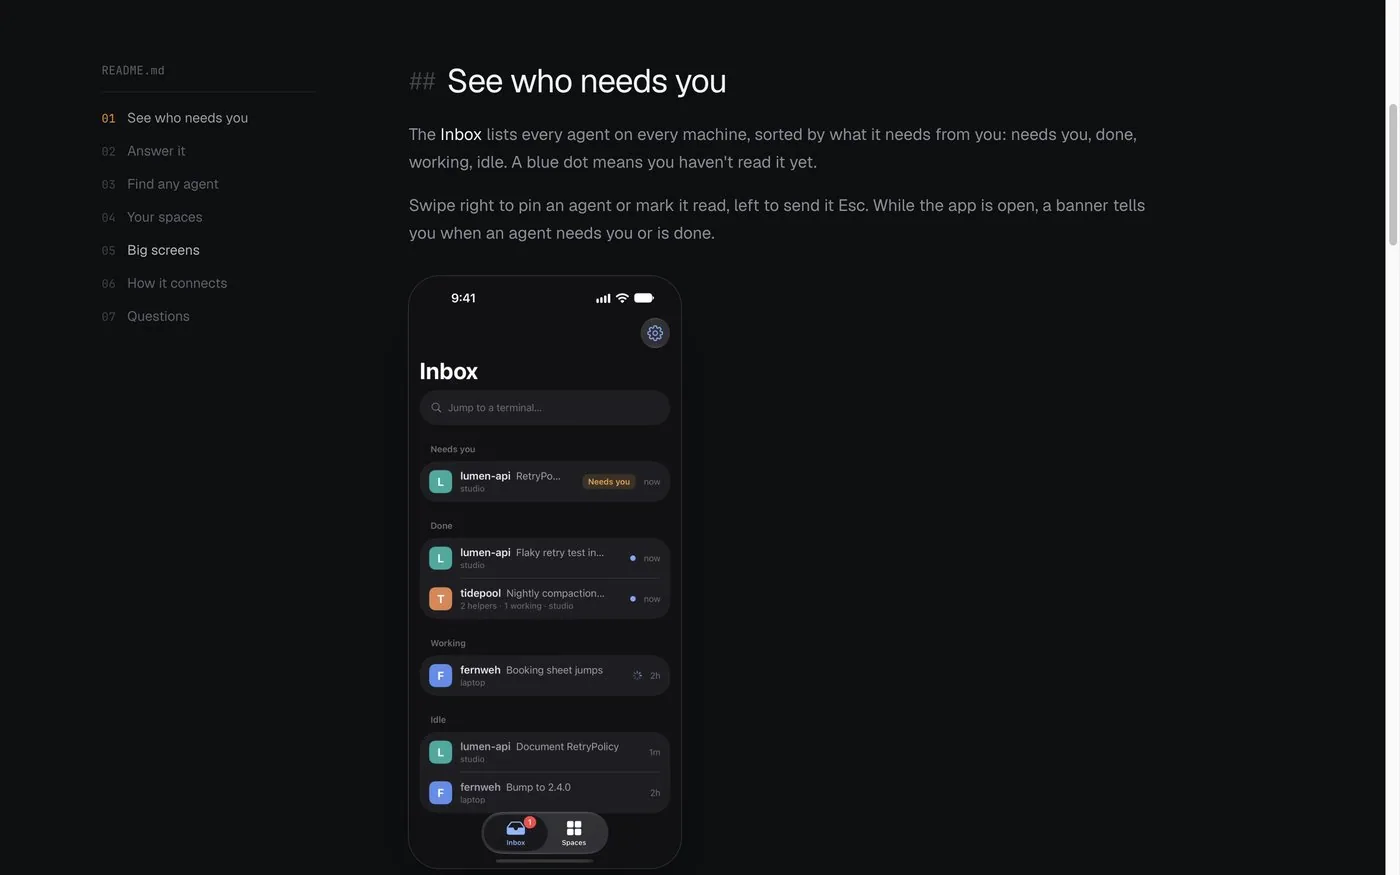 README.md
01 See who needs you
02 Answer it
03 Find any agent
04 Your spaces
05 Big screens
06 How it connects
07 Questions
## See who needs you
The Inbox lists every agent on every machine, sorted by what it needs from you: needs you, done,
working, idle. A blue dot means you haven't read it yet.
Swipe right to pin an agent or mark it read, left to send it Esc. While the app is open, a banner tells
you when an agent needs you or is done.
9:41
Inbox
Jump to a terminal...
Needs you
L lumen-api RetryPo... Needs you now
studio
Done
L lumen-api Flaky retry test in... now
studio
T tidepool Nightly compaction... now
2 helpers · 1 working · studio
Working
F fernweh Booking sheet jumps 2h
laptop
Idle
L lumen-api Document RetryPolicy 1m
studio
F fernweh Bump to 2.4.0 2h
laptop
1
Inbox Spaces